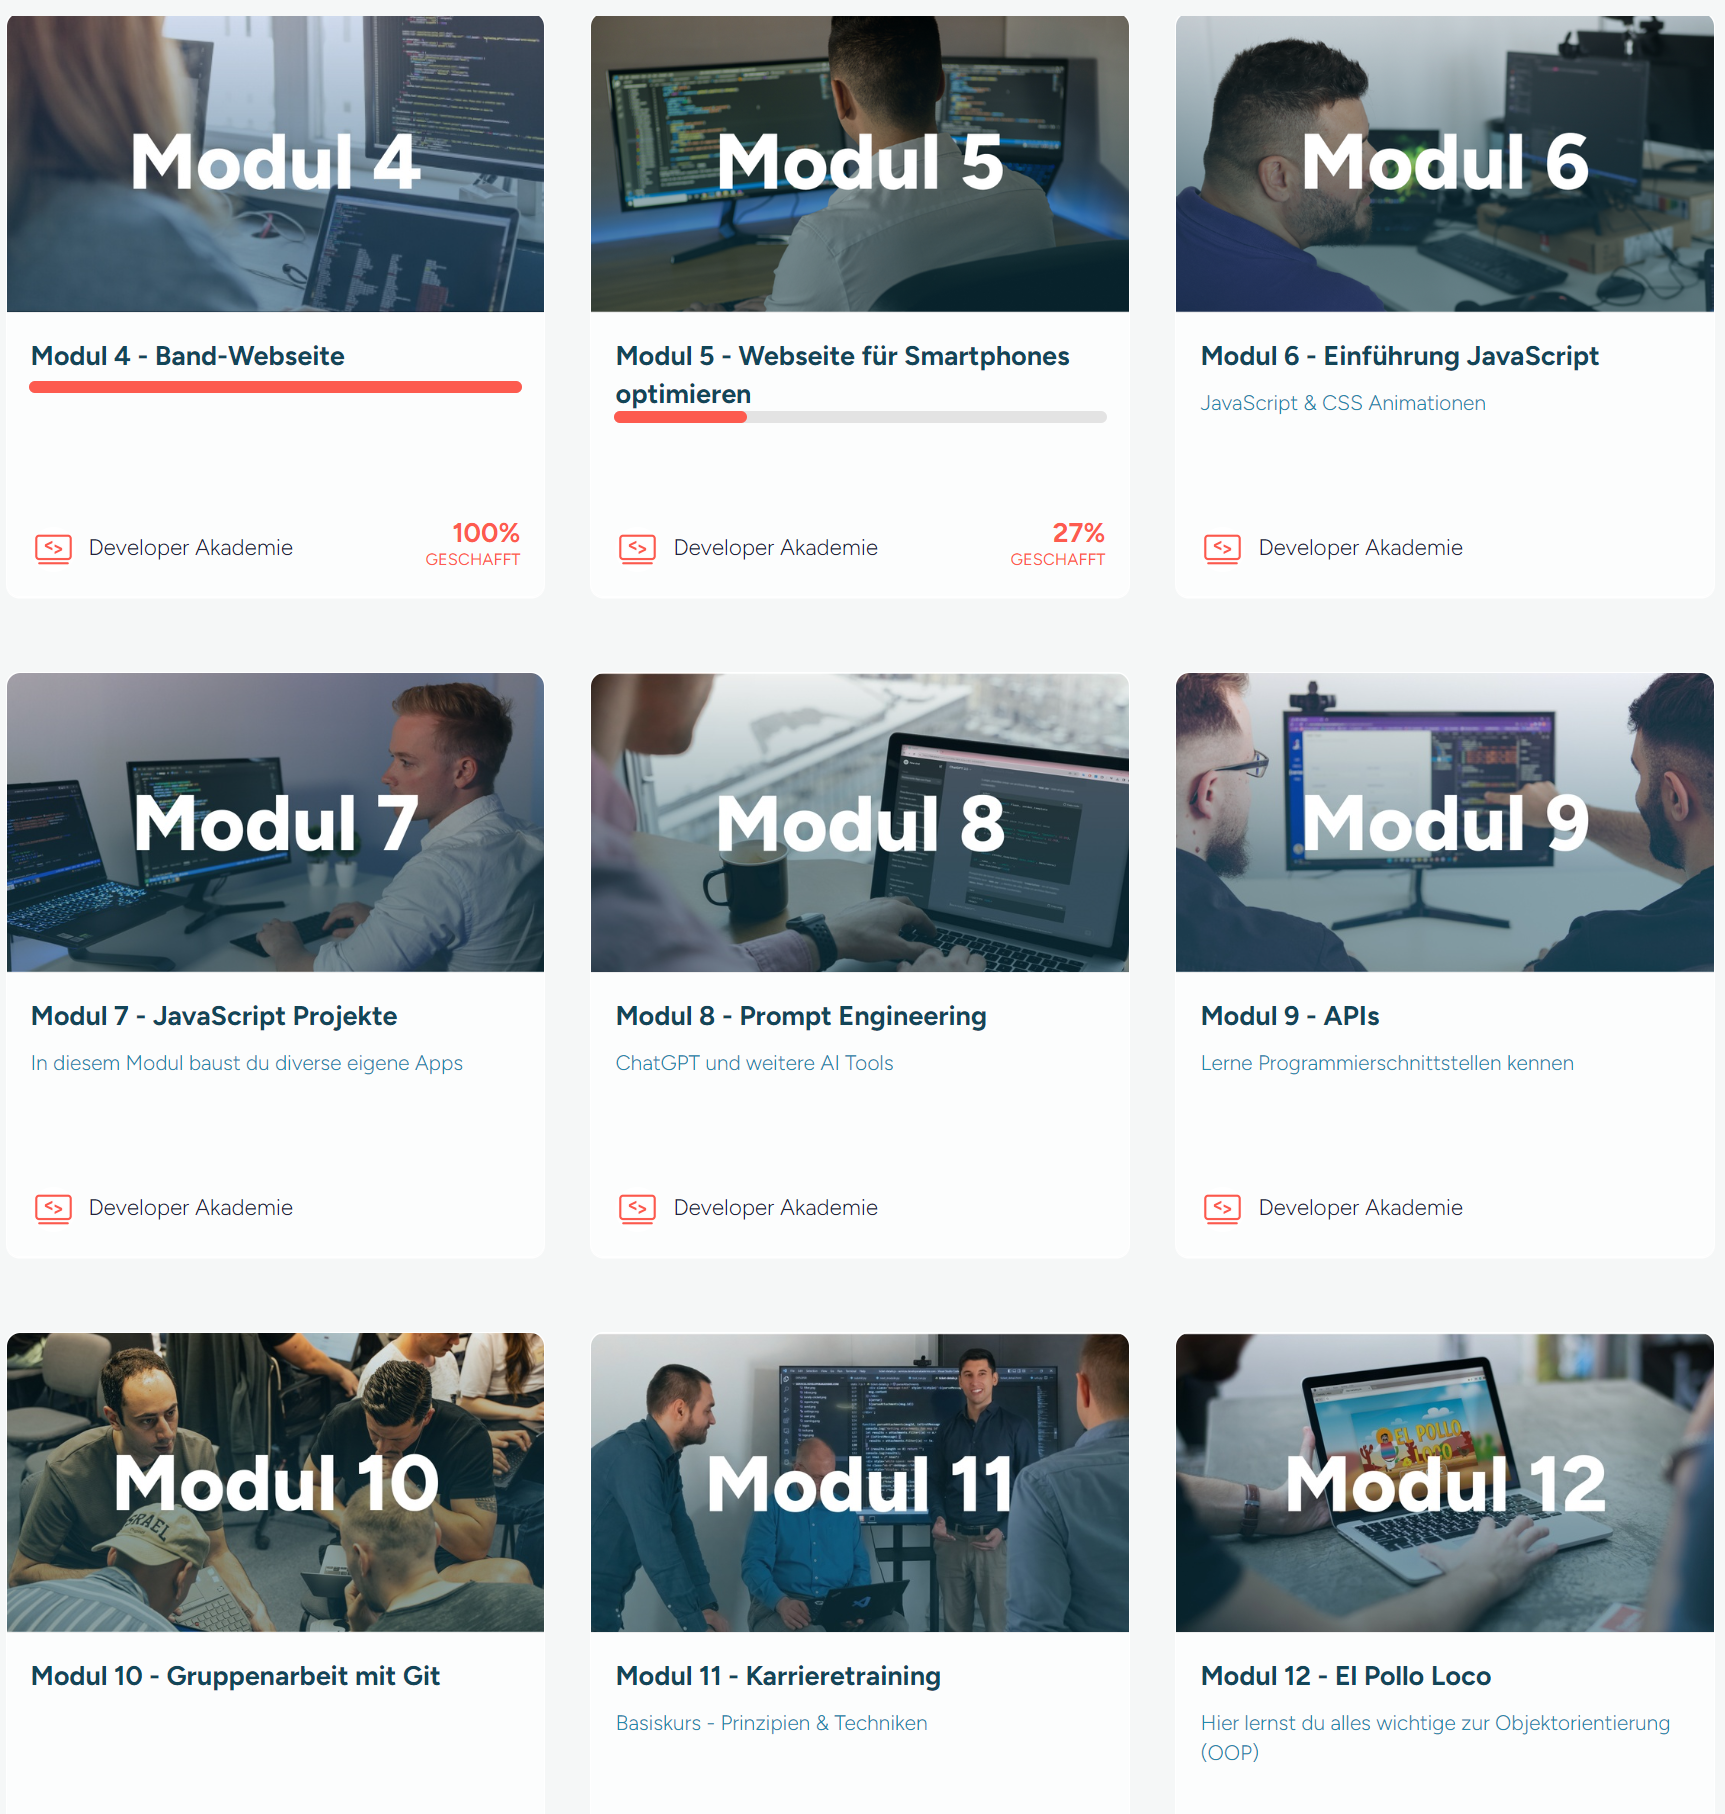 Modul 4
Modul 5
Modul 6
Modul 4 - Band-Webseite
Modul 5 - Webseite für Smartphones
optimieren
Modul 6 - Einführung JavaScript
JavaScript & CSS Animationen
Developer Akademie
100%
GESCHAFFT
Developer Akademie
27%
GESCHAFFT
Developer Akademie
Modul 7
Modul 8
Modul 9
Modul 7 - JavaScript Projekte
In diesem Modul baust du diverse eigene Apps
Modul 8 - Prompt Engineering
ChatGPT und weitere AI Tools
Modul 9 - APIs
Lerne Programmierschnittstellen kennen
Developer Akademie
Developer Akademie
Developer Akademie
EL POLLO
LOCO
Modul 10
ISRAEL
Modul 11
Modul 12
Modul 10 - Gruppenarbeit mit Git
Modul 11 - Karrieretraining
Basiskurs - Prinzipien & Techniken
Modul 12 - El Pollo Loco
Hier lernst du alles wichtige zur Objektorientierung
(OOP)